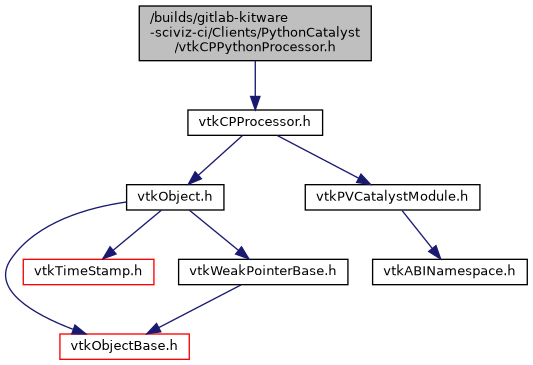 /builds/gitlab-kitware
-sciviz-ci/Clients/PythonCatalyst
/vtkCPPythonProcessor.h
vtkCPProcessor.h
vtkObject.h
vtkPVCatalystModule.h
vtkTimeStamp.h
vtkWeakPointerBase.h
vtkABINamespace.h
vtkObjectBase.h